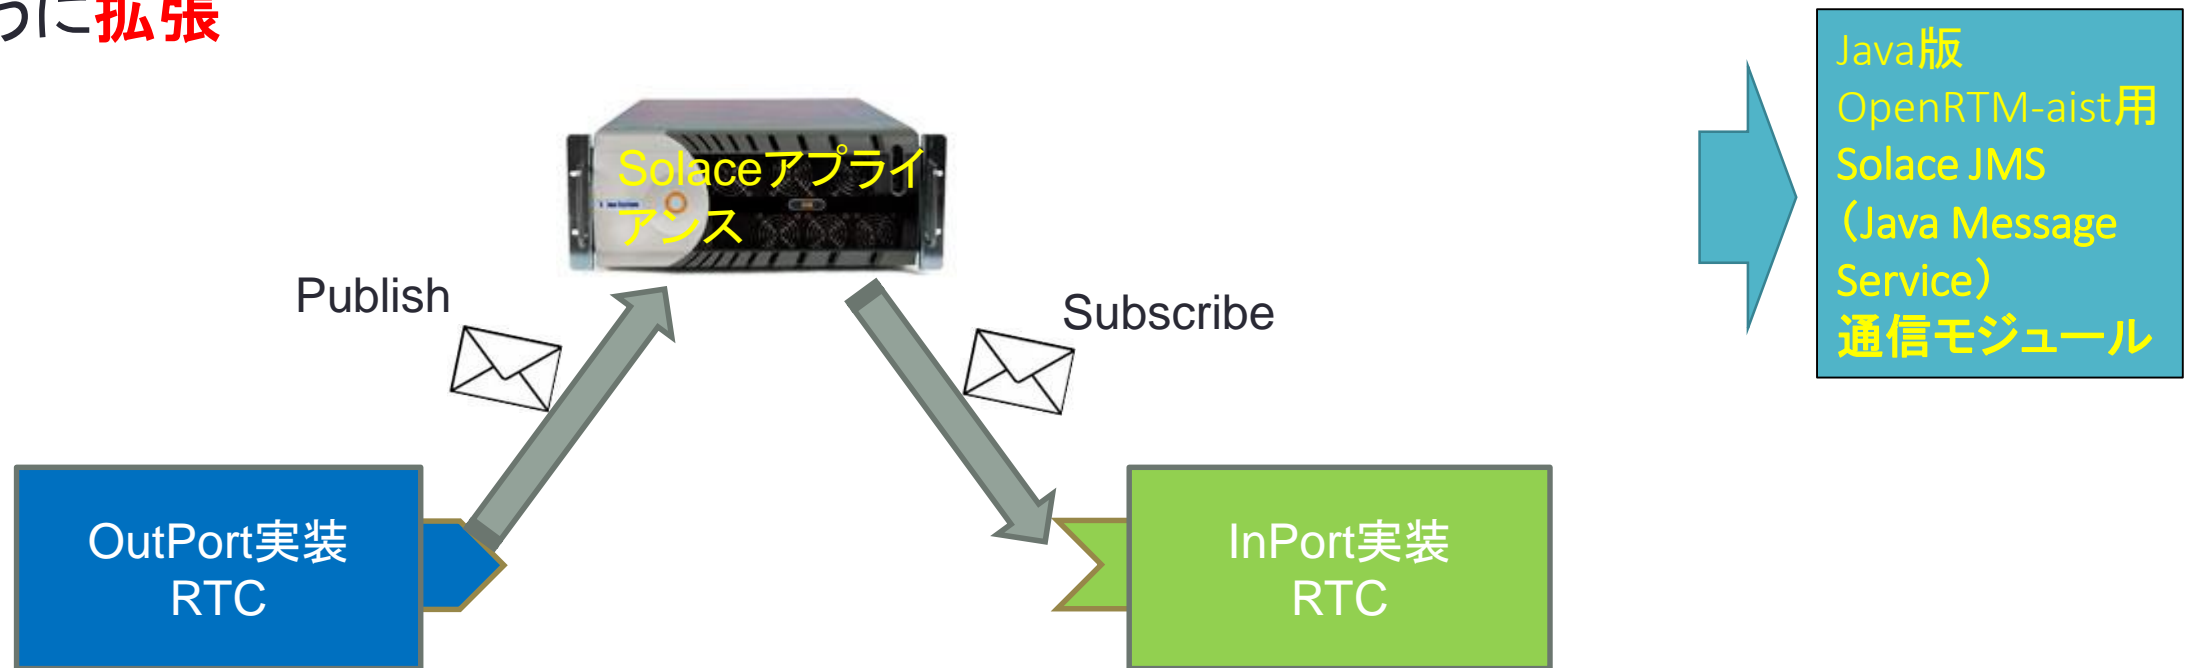 うに拡張
Java版
OpenRTM-aist用
Solace JMS
（Java Message
Service）
通信モジュール
Solaceアプライ
アンス
Publish
Subscribe
OutPort実装
RTC
InPort実装
RTC